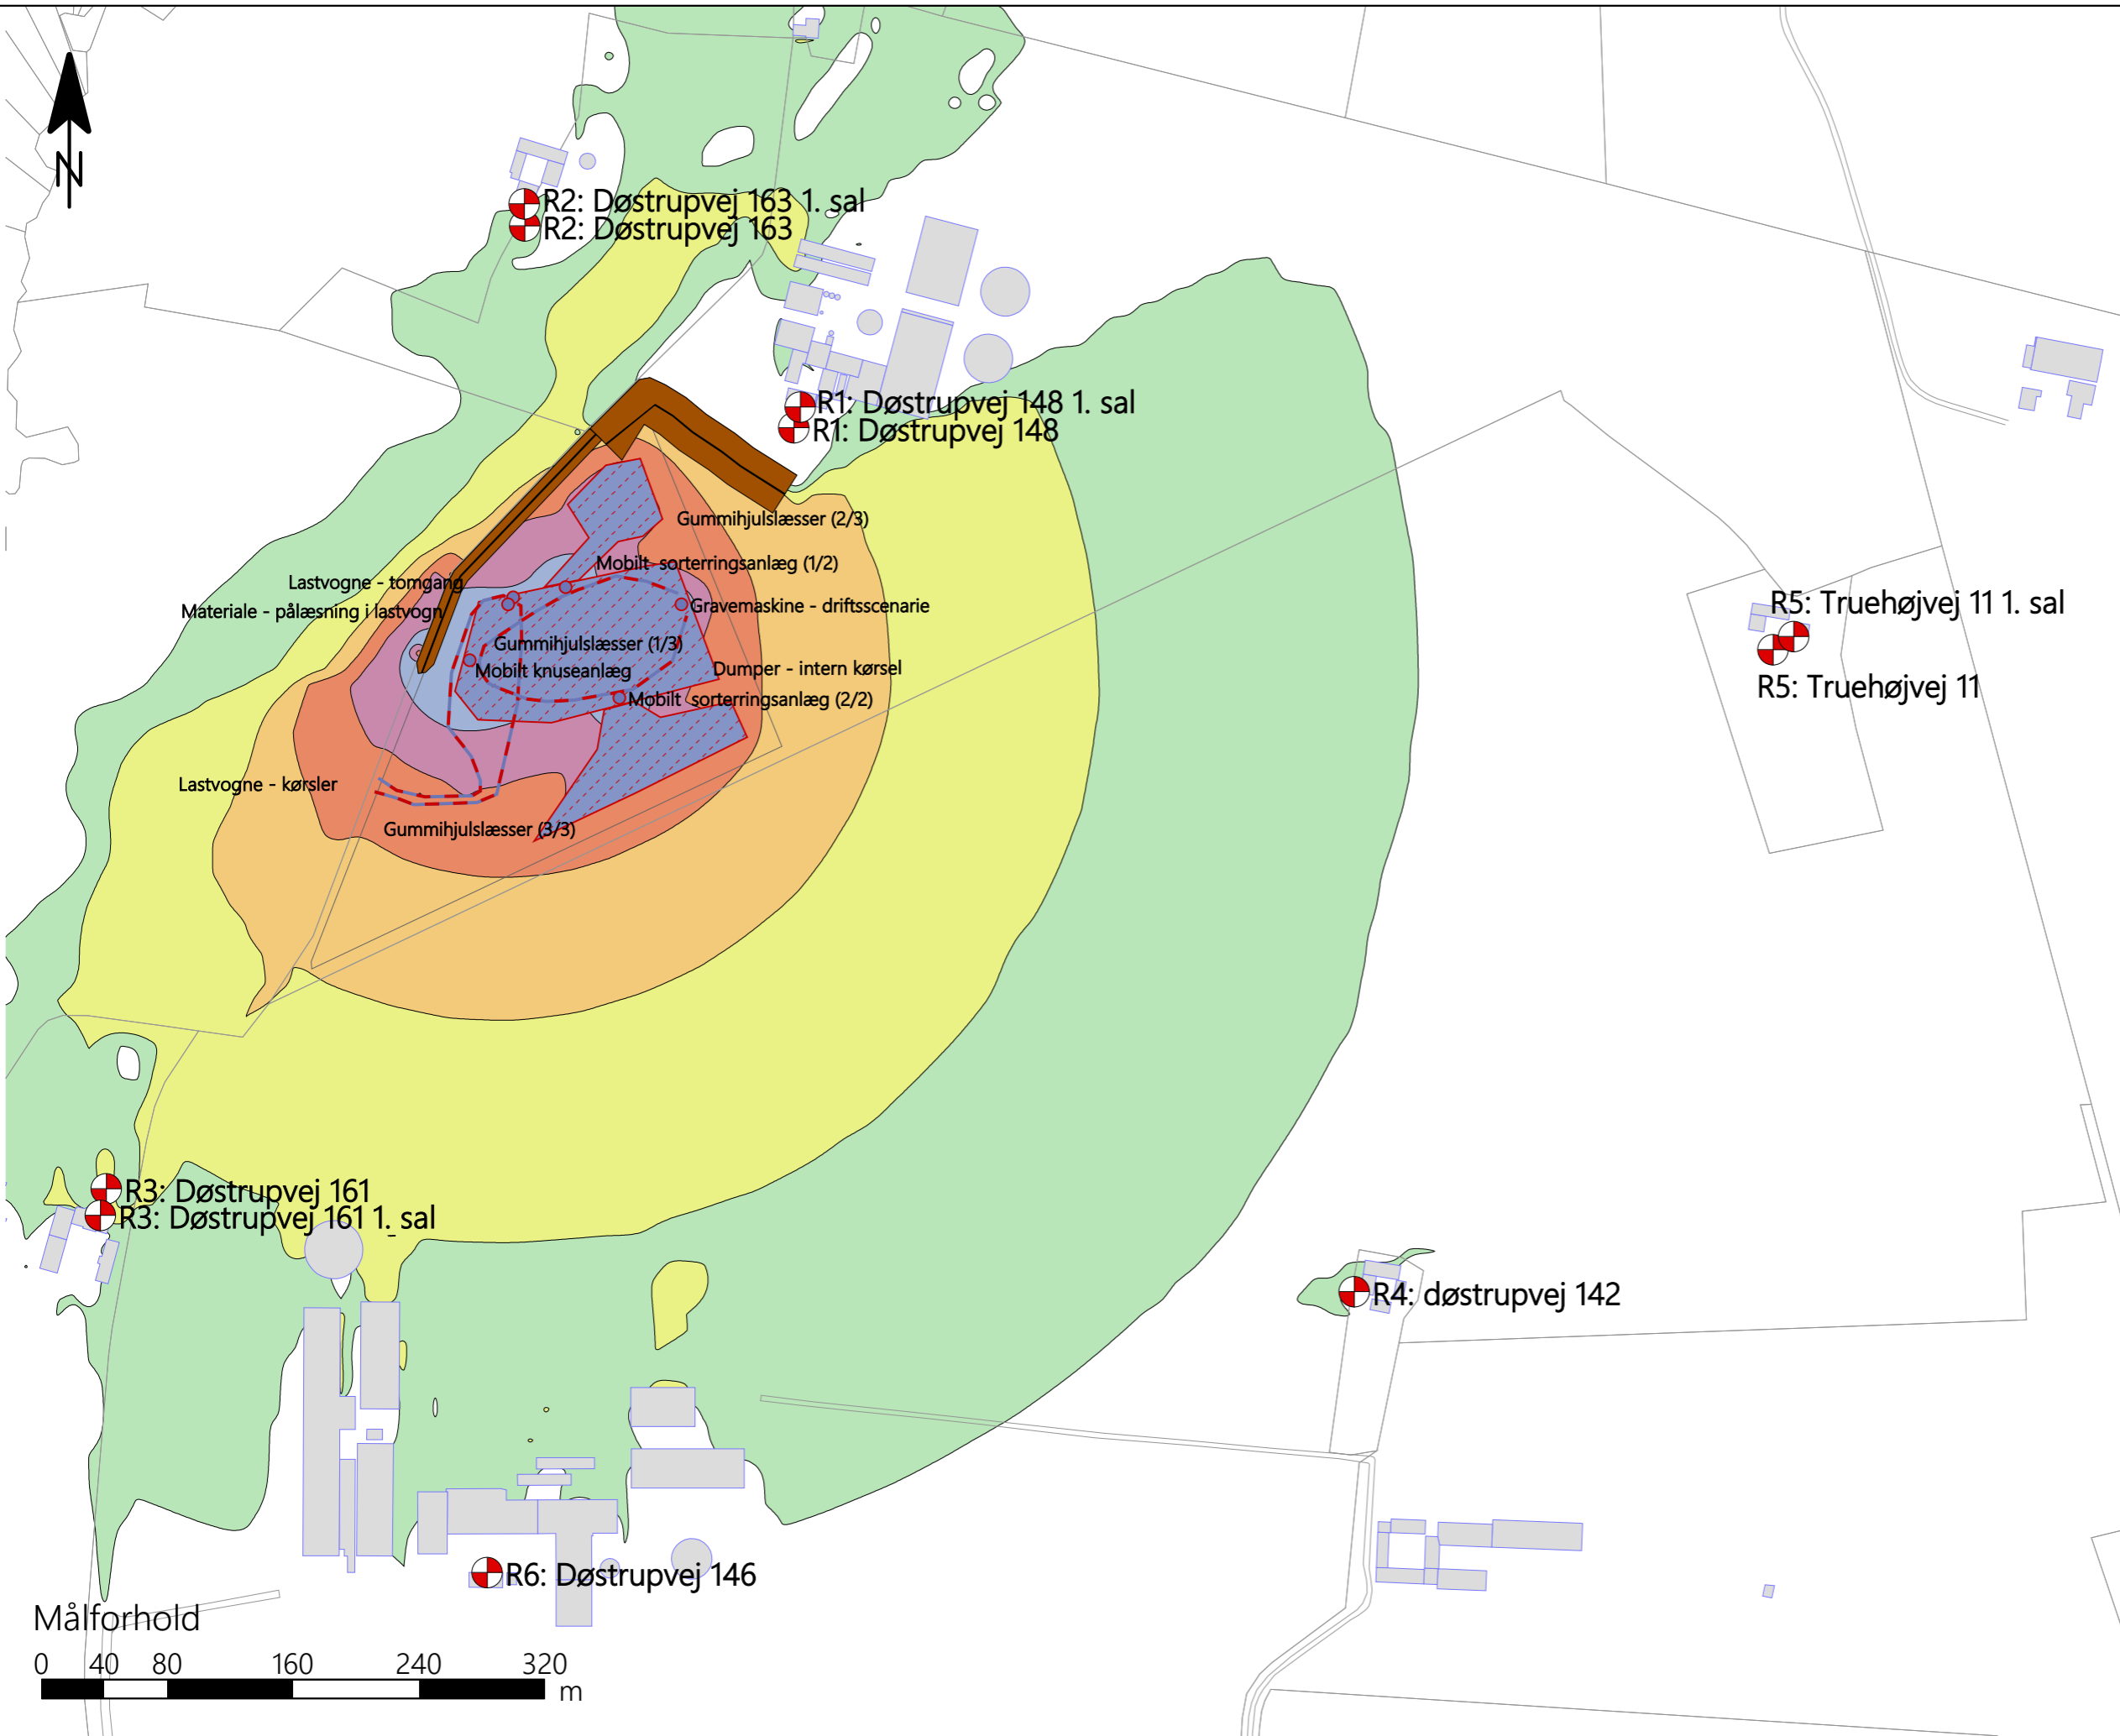 N
R2: Døstrupvej 163 1. sal
R2: Døstrupvej 163
R1: Døstrupvej 148 1. sal
R1: Døstrupvej 148
Gummihjulslæsser (2/3)
Mobilt sorterringsanlæg (1/2)
Lastvogne - tomgang
Materiale - pålæsning i lastvogn
Gravemaskine - driftsscenarie
Gummihjulslæsser (1/3)
Mobilt knuseanlæg
Dumper - intern kørsel
Mobilt sorterringsanlæg (2/2)
Lastvogne - kørsler
Gummihjulslæsser (3/3)
R5: Truehøjvej 11 1. sal
R5: Truehøjvej 11
R3: Døstrupvej 161
R3: Døstrupvej 161 1. sal
R4: døstrupvej 142
R6: Døstrupvej 146
Målforhold
0 40 80 160 240 320
m